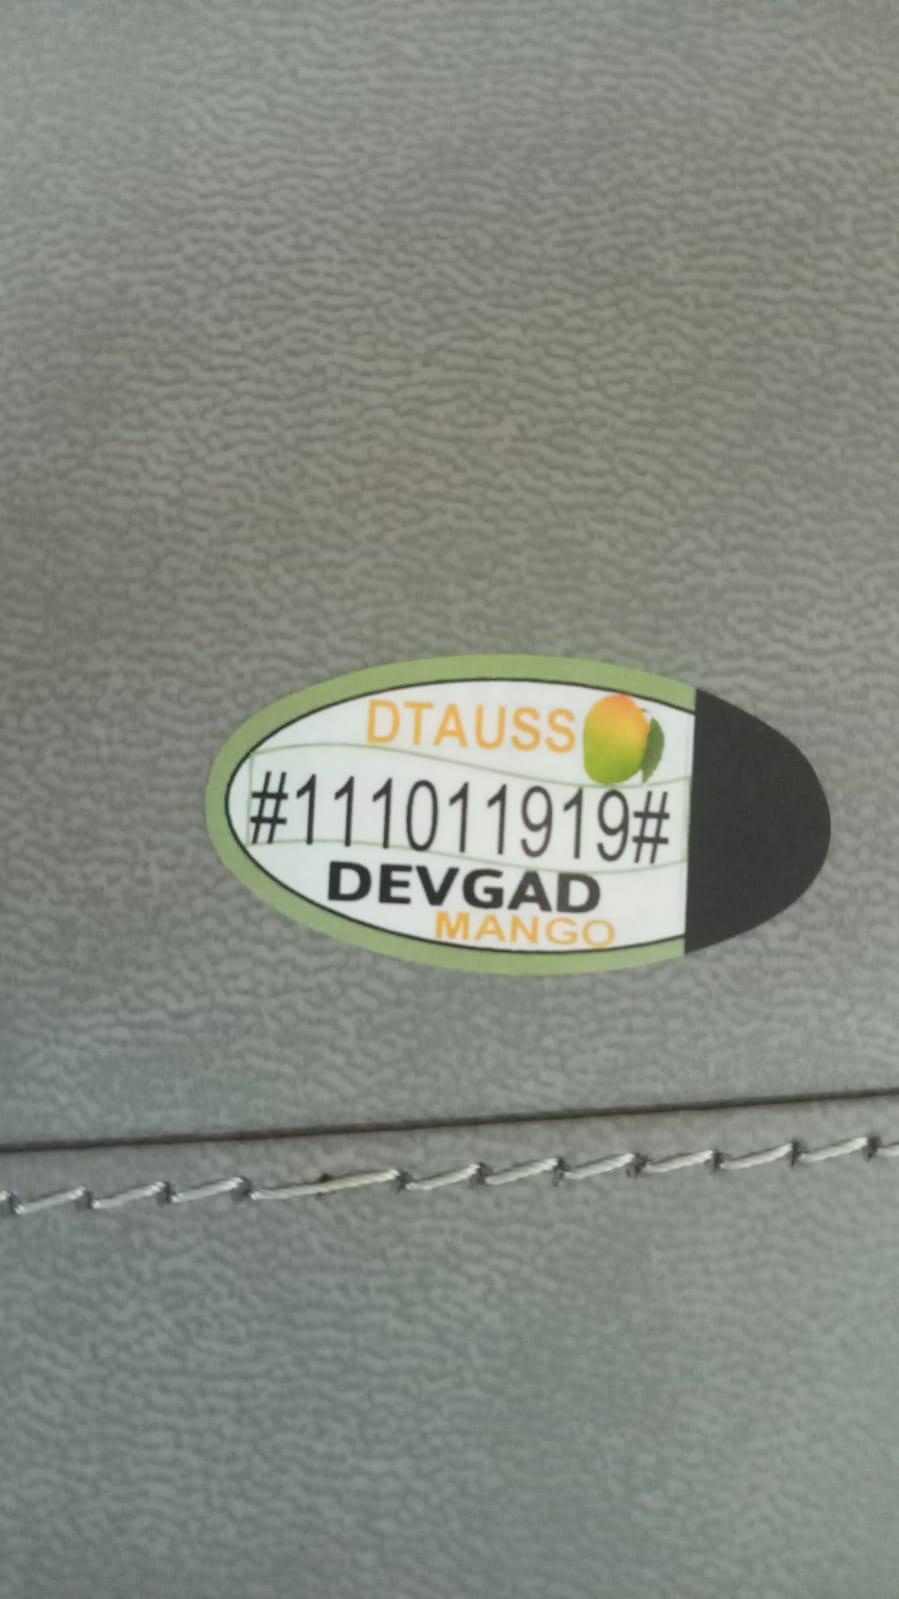 DTAUSS
#111011919#
DEVGAD
MANGO